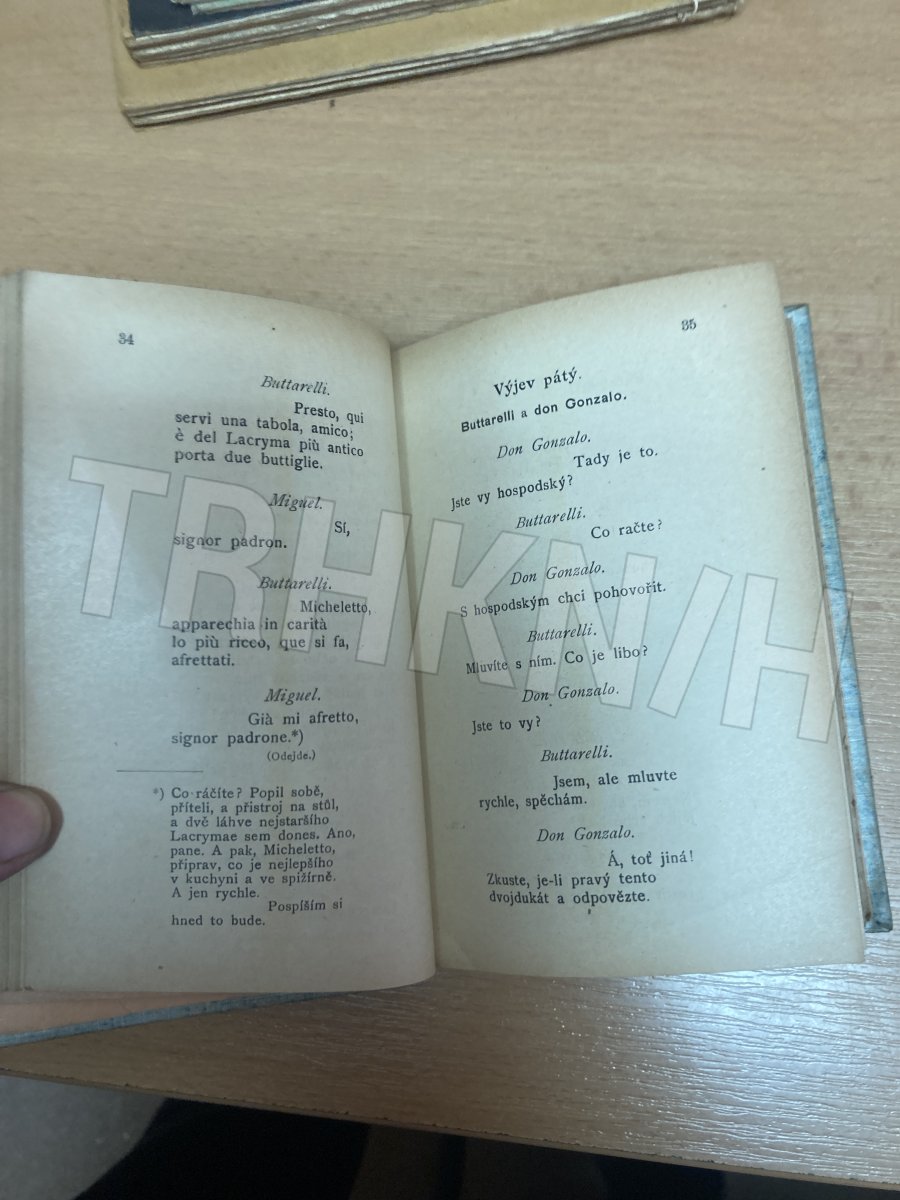 34
Buttarelli.
Presto, qui
servi una tabola, amico;
è del Lacryma più antico
porta due buttiglie.
Miguel.
Sí,
signor padron.
Buttarelli.
Micheletto,
apparechia in carità
lo più ricco, que si fa,
afrettati.
Miguel.
Già mi afretto,
signor padrone.*)
(Odejde.)
*) Co ráčíte? Popil sobě,
příteli, a přistroj na stůl,
a dvě láhve nejstaršího
Lacrymae sem dones. Ano,
pane. A pak, Micheletto,
připrav, co je nejlepšího
v kuchyni a ve spižírně.
A jen rychle.
Pospíším si
hned to bude.
35
Výjev pátý.
Buttarelli a don Gonzalo.
Don Gonzalo.
Tady je to.
Jste vy hospodský?
Buttarelli.
Co račte?
Don Gonzalo.
S hospodským chci pohovořit.
Buttarelli.
Mluvíte s ním. Co je libo?
Don Gonzalo.
Jste to vy?
Buttarelli.
Jsem, ale mluvte
rychle, spěchám.
Don Gonzalo.
Á, toť jiná!
Zkuste, je-li pravý tento
dvojdukát a odpovězte.
TRHKNIH